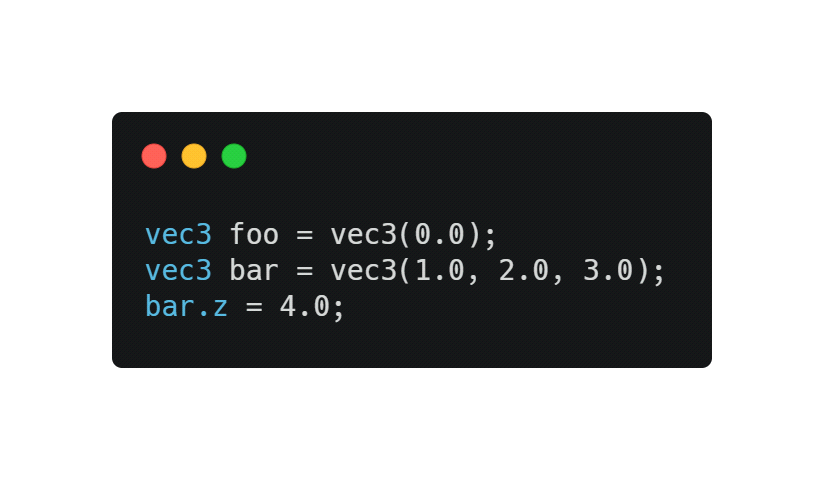 vec3 foo = vec3(0.0);
vec3 bar = vec3(1.0, 2.0, 3.0);
bar.z = 4.0;